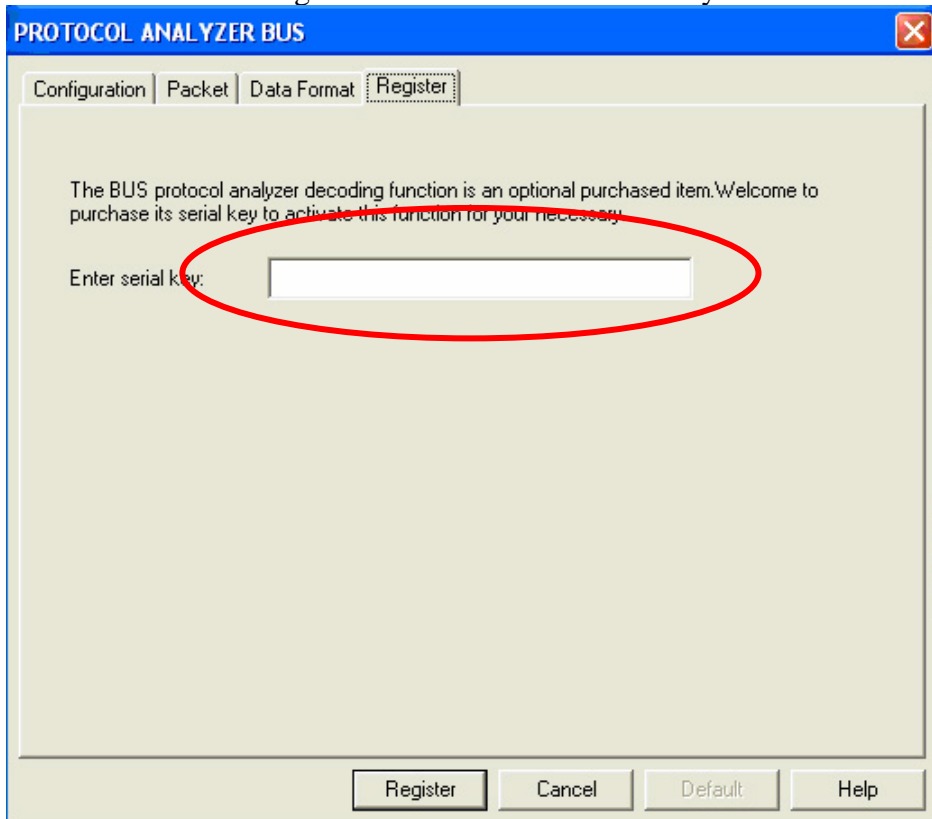 PROTOCOL ANALYZER BUS
Configuration Packet Data Format Register
The BUS protocol analyzer decoding function is an optional purchased item.Welcome to
purchase its serial key to activate this function for your necessary.
Enter serial key:
Register Cancel Default Help